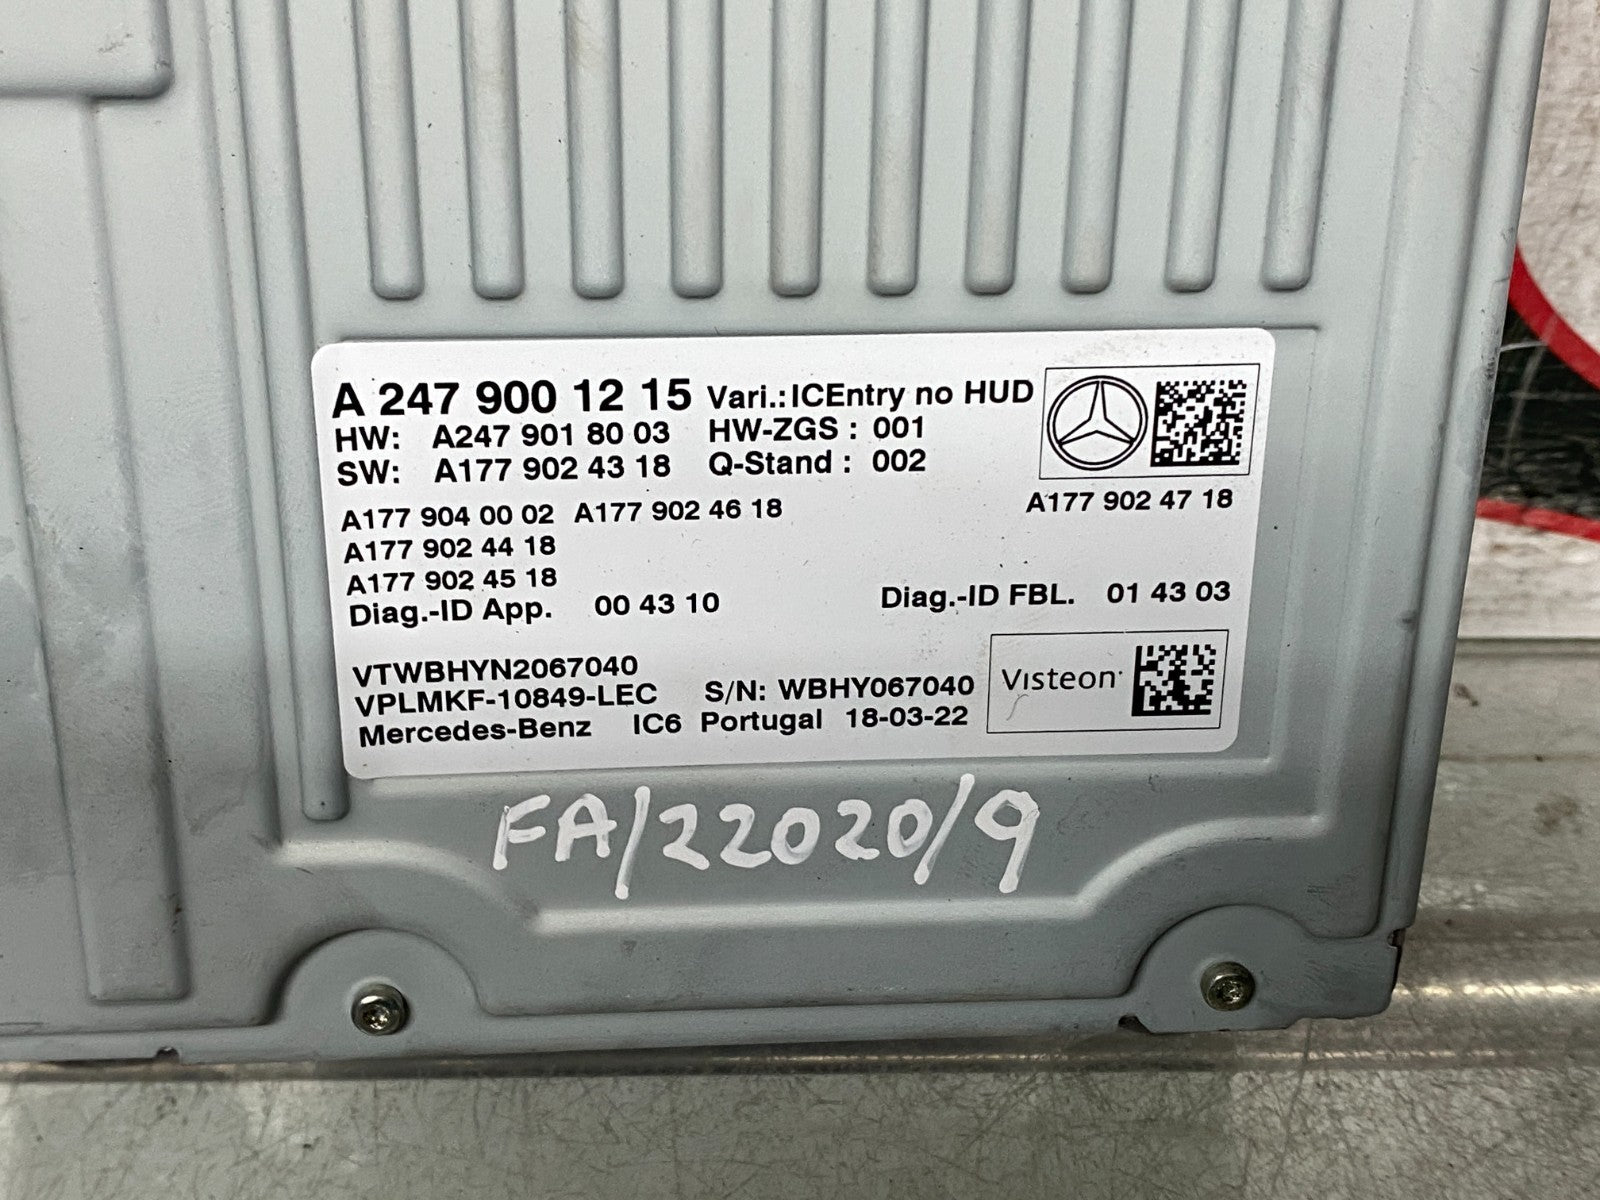 A 247 900 12 15 Vari.:ICEntry no HUD
HW: A247 901 80 03 HW-ZGS : 001
SW: A177 902 43 18 Q-Stand : 002
A177 904 00 02 A177 902 46 18 A177 902 47 18
A177 902 44 18
A177 902 45 18
Diag.-ID App. 00 43 10 Diag.-ID FBL. 01 43 03
VTWBHYN2067040
VPLMKF-10849-LEC S/N: WBHY067040
Mercedes-Benz IC6 Portugal 18-03-22
Visteon
FA/22020/9